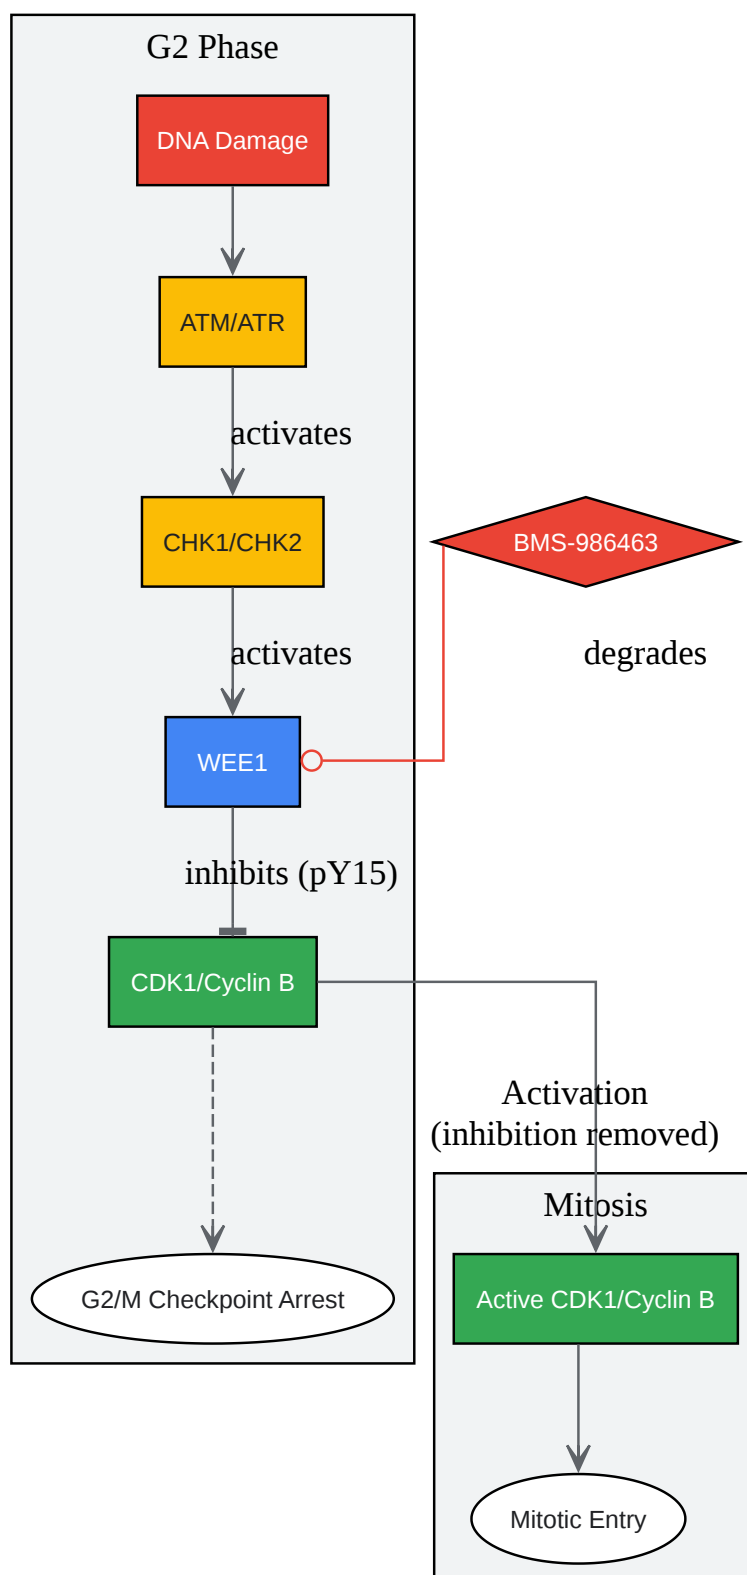 G2 Phase
DNA Damage
ATM/ATR
activates
CHK1/CHK2
BMS-986463
activates
degrades
WEE1
inhibits (pY15)
CDK1/Cyclin B
Activation
(inhibition removed)
Mitosis
G2/M Checkpoint Arrest
Active CDK1/Cyclin B
Mitotic Entry